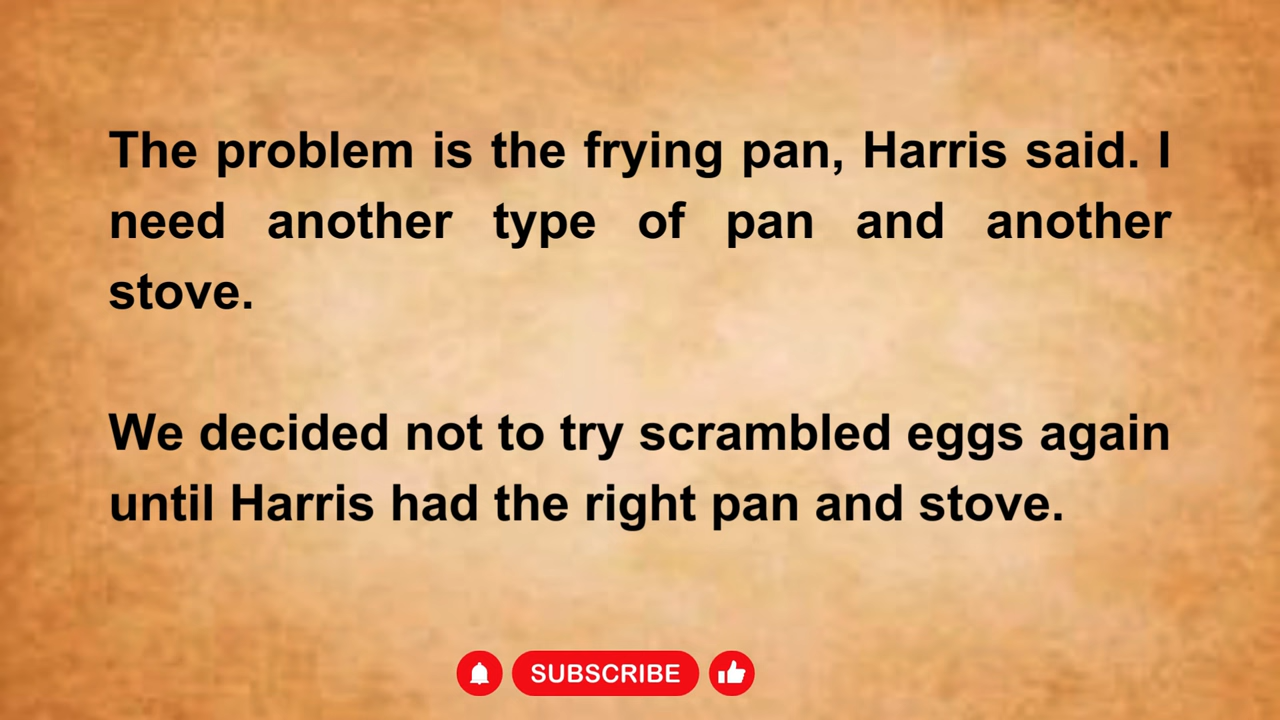 The problem is the frying pan, Harris said. I
need another type of pan and another
stove.
We decided not to try scrambled eggs again
until Harris had the right pan and stove.
SUBSCRIBE